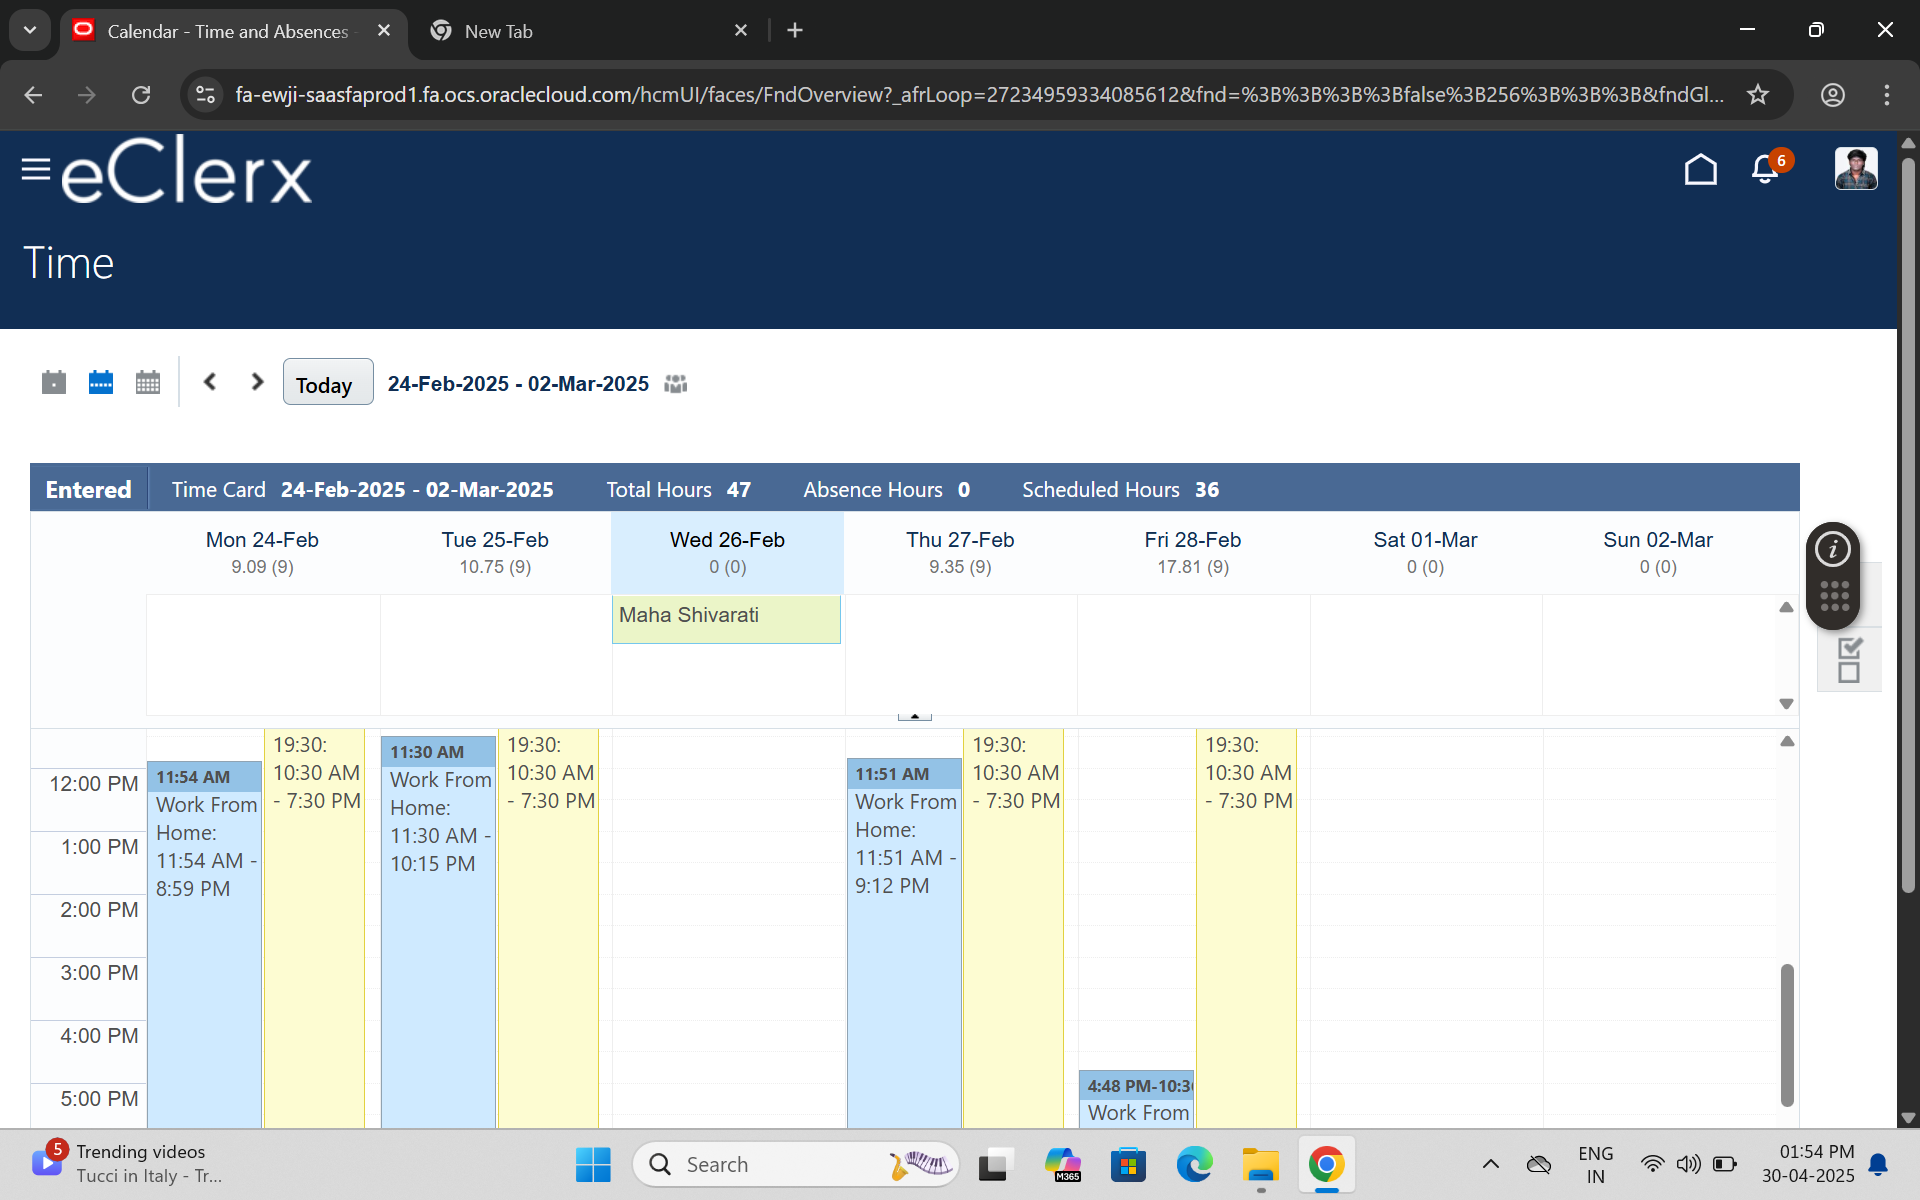 Calendar - Time and Absences
New Tab
fa-ewji-saasfaprod1.fa.ocs.oraclecloud.com/hcmUI/faces/FndOverview?_afrLoop=27234959334085612&fnd=%3B%3B%3B%3Bfalse%3B256%3B%3B%3B&fndGl...
eClerx
6
Time
Today
24-Feb-2025 - 02-Mar-2025
Entered Time Card 24-Feb-2025 - 02-Mar-2025 Total Hours 47 Absence Hours 0 Scheduled Hours 36
Mon 24-Feb Tue 25-Feb Wed 26-Feb Thu 27-Feb Fri 28-Feb Sat 01-Mar Sun 02-Mar
9.09 (9) 10.75 (9) 0 (0) 9.35 (9) 17.81 (9) 0 (0) 0 (0)
Maha Shivarati
i
12:00 PM
1:00 PM
2:00 PM
3:00 PM
4:00 PM
5:00 PM
11:54 AM
Work From
Home:
11:54 AM -
8:59 PM
19:30:
10:30 AM
- 7:30 PM
11:30 AM
Work From
Home:
11:30 AM -
10:15 PM
19:30:
10:30 AM
- 7:30 PM
11:51 AM
Work From
Home:
11:51 AM -
9:12 PM
19:30:
10:30 AM
- 7:30 PM
4:48 PM-10:3
Work From
19:30:
10:30 AM
- 7:30 PM
5
Trending videos
Tucci in Italy - Tr...
Search
M365
ENG
IN
01:54 PM
30-04-2025